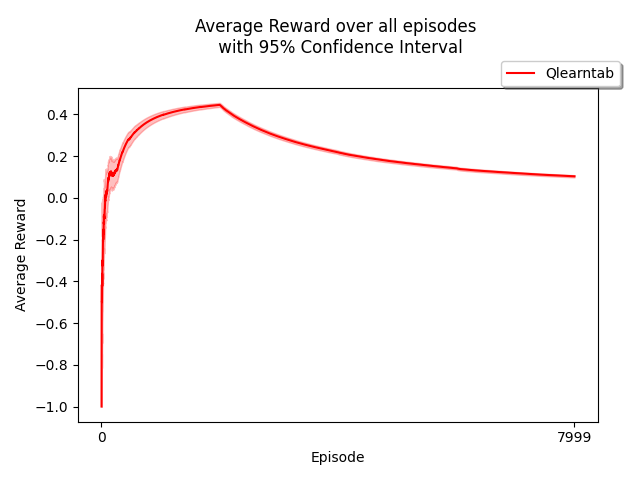 Average Reward over all episodes
with 95% Confidence Interval
Qlearntab
0.4
0.2
0.0
−0.2
−0.4
−0.6
−0.8
−1.0
Average Reward
0
7999
Episode